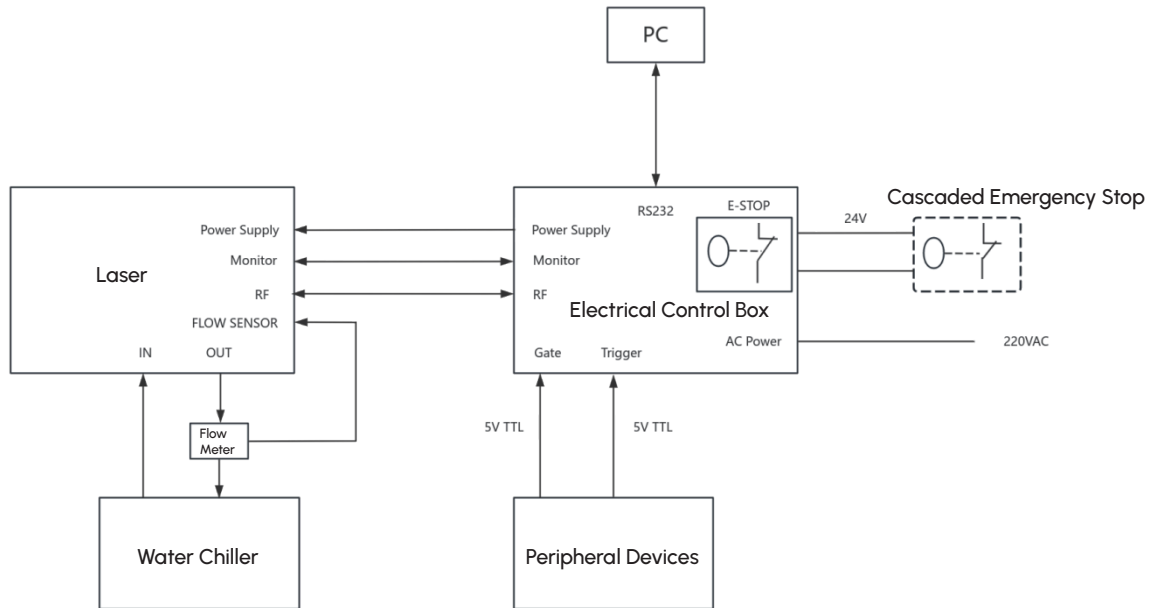 PC
Cascaded Emergency Stop
RS232
E-STOP
24V
Power Supply
Monitor
RF
FLOW SENSOR
Laser
IN
OUT
Power Supply
Monitor
RF
Electrical Control Box
AC Power
220VAC
Gate
Trigger
Flow
Meter
5V TTL
5V TTL
Water Chiller
Peripheral Devices